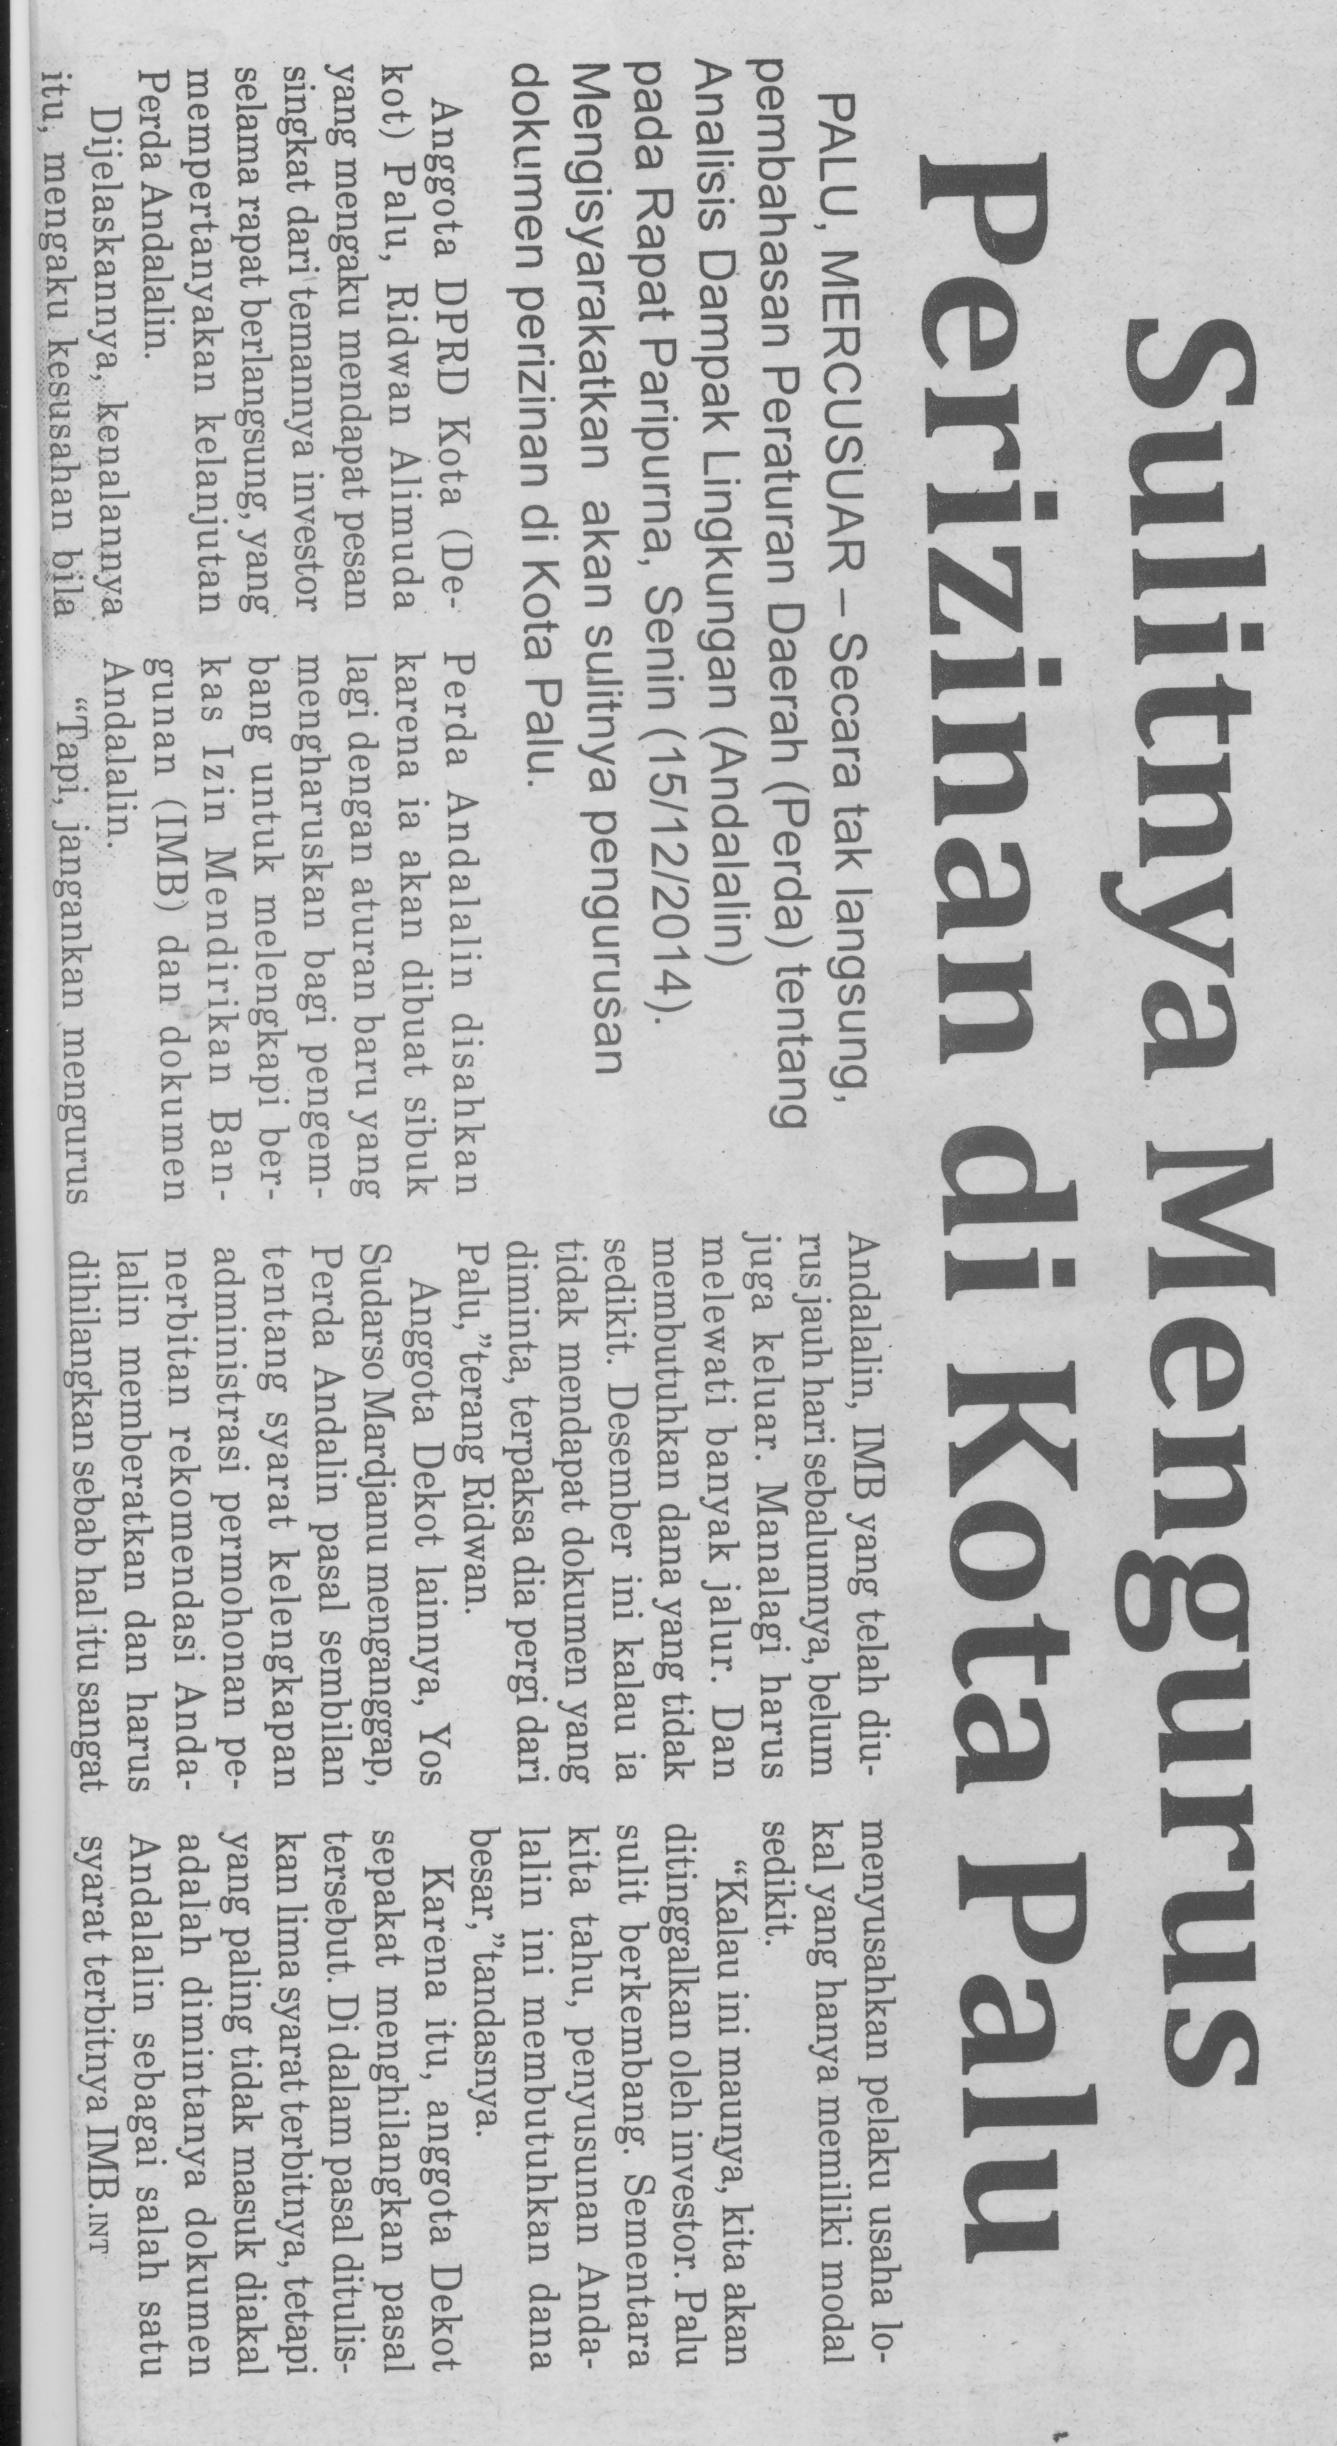 Sulitnya Mengurus
Perizinan di Kota Palu
PALU, MERCUSUAR – Secara tak langsung,
pembahasan Peraturan Daerah (Perda) tentang
Analisis Dampak Lingkungan (Andalalin)
pada Rapat Paripurna, Senin (15/12/2014).
Mengisyarakatkan akan sulitnya pengurusan
dokumen perizinan di Kota Palu.
Anggota DPRD Kota (De-
kot) Palu, Ridwan Alimuda
yang mengaku mendapat pesan
singkat dari temannya investor
selama rapat berlangsung, yang
mempertanyakan kelanjutan
Perda Andalalin.
Dijelaskannya, kenalannya
itu, mengaku kesusahan bila
Perda Andalalin disahkan
karena ia akan dibuat sibuk
lagi dengan aturan baru yang
mengharuskan bagi pengem-
bang untuk melengkapi ber-
kas Izin Mendirikan Ban-
gunan (IMB) dan dokumen
Andalalin.
“Tapi, jangankan mengurus
Andalalin, IMB yang telah diu-
rus jauh hari sebalumnya, belum
juga keluar. Manalagi harus
melewati banyak jalur. Dan
membutuhkan dana yang tidak
sedikit. Desember ini kalau ia
tidak mendapat dokumen yang
diminta, terpaksa dia pergi dari
Palu,”terang Ridwan.
Anggota Dekot lainnya, Yos
Sudarso Mardjanu menganggap,
Perda Andalin pasal sembilan
tentang syarat kelengkapan
administrasi permohonan pe-
nerbitan rekomendasi Anda-
lalin memberatkan dan harus
dihilangkan sebab hal itu sangat
menyusahkan pelaku usaha lo-
kal yang hanya memiliki modal
sedikit.
“Kalau ini maunya, kita akan
ditinggalkan oleh investor. Palu
sulit berkembang. Sementara
kita tahu, penyusunan Anda-
lalin ini membutuhkan dana
besar,”tandasnya.
Karena itu, anggota Dekot
sepakat menghilangkan pasal
tersebut. Di dalam pasal ditulis-
kan lima syarat terbitnya, tetapi
yang paling tidak masuk diakal
adalah dimintanya dokumen
Andalalin sebagai salah satu
syarat terbitnya IMB.INT